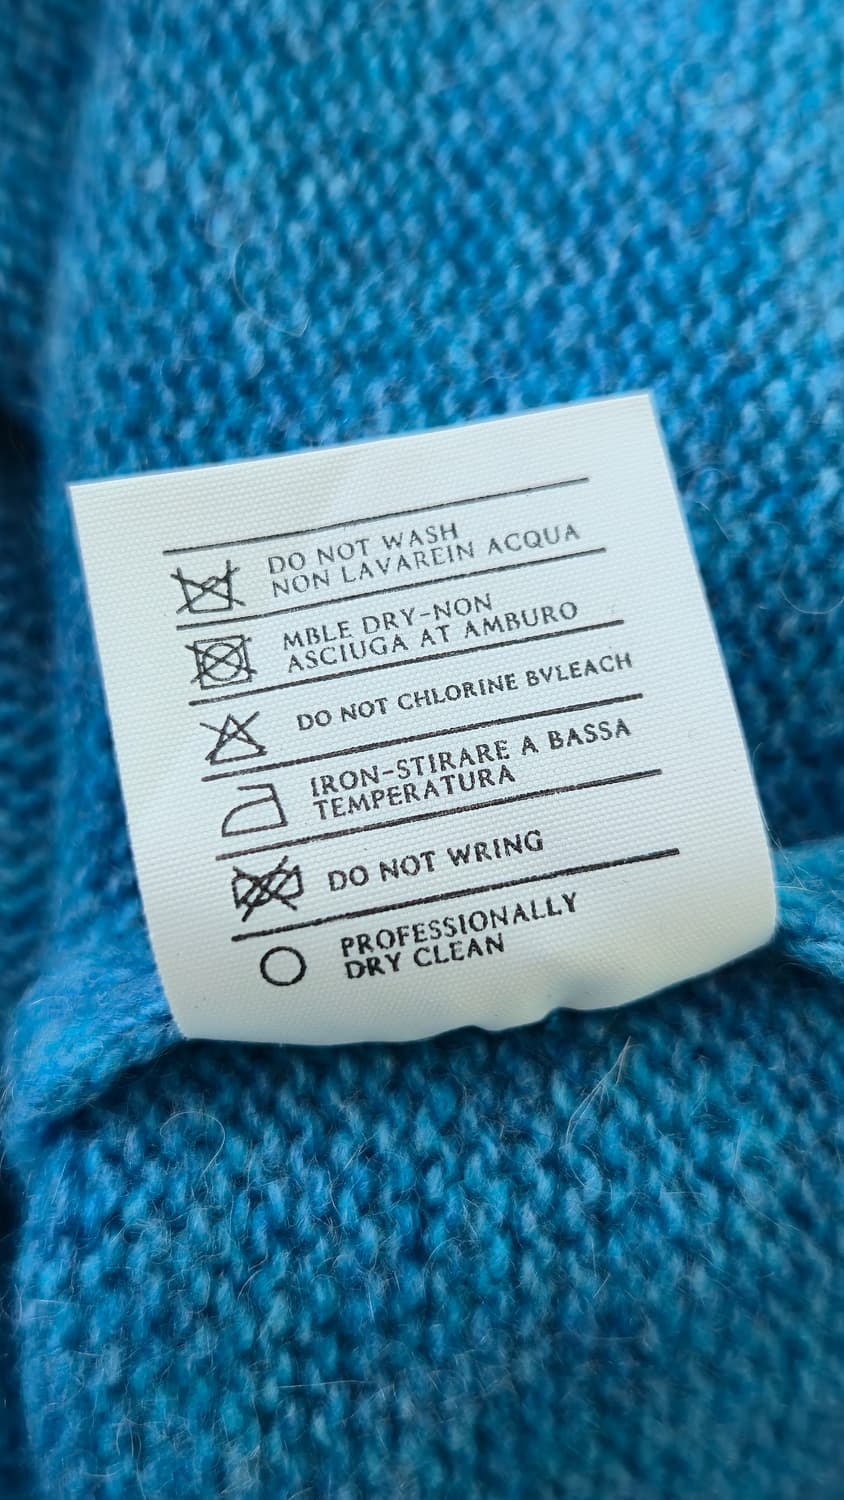 DO NOT WASH
NON LAVAREIN ACQUA
MBLE DRY-NON
ASCIUGA AT AMBURO
DO NOT CHLORINE BVLEACH
IRON-STIRARE A BASSA
TEMPERATURA
DO NOT WRING
PROFESSIONALLY
DRY CLEAN